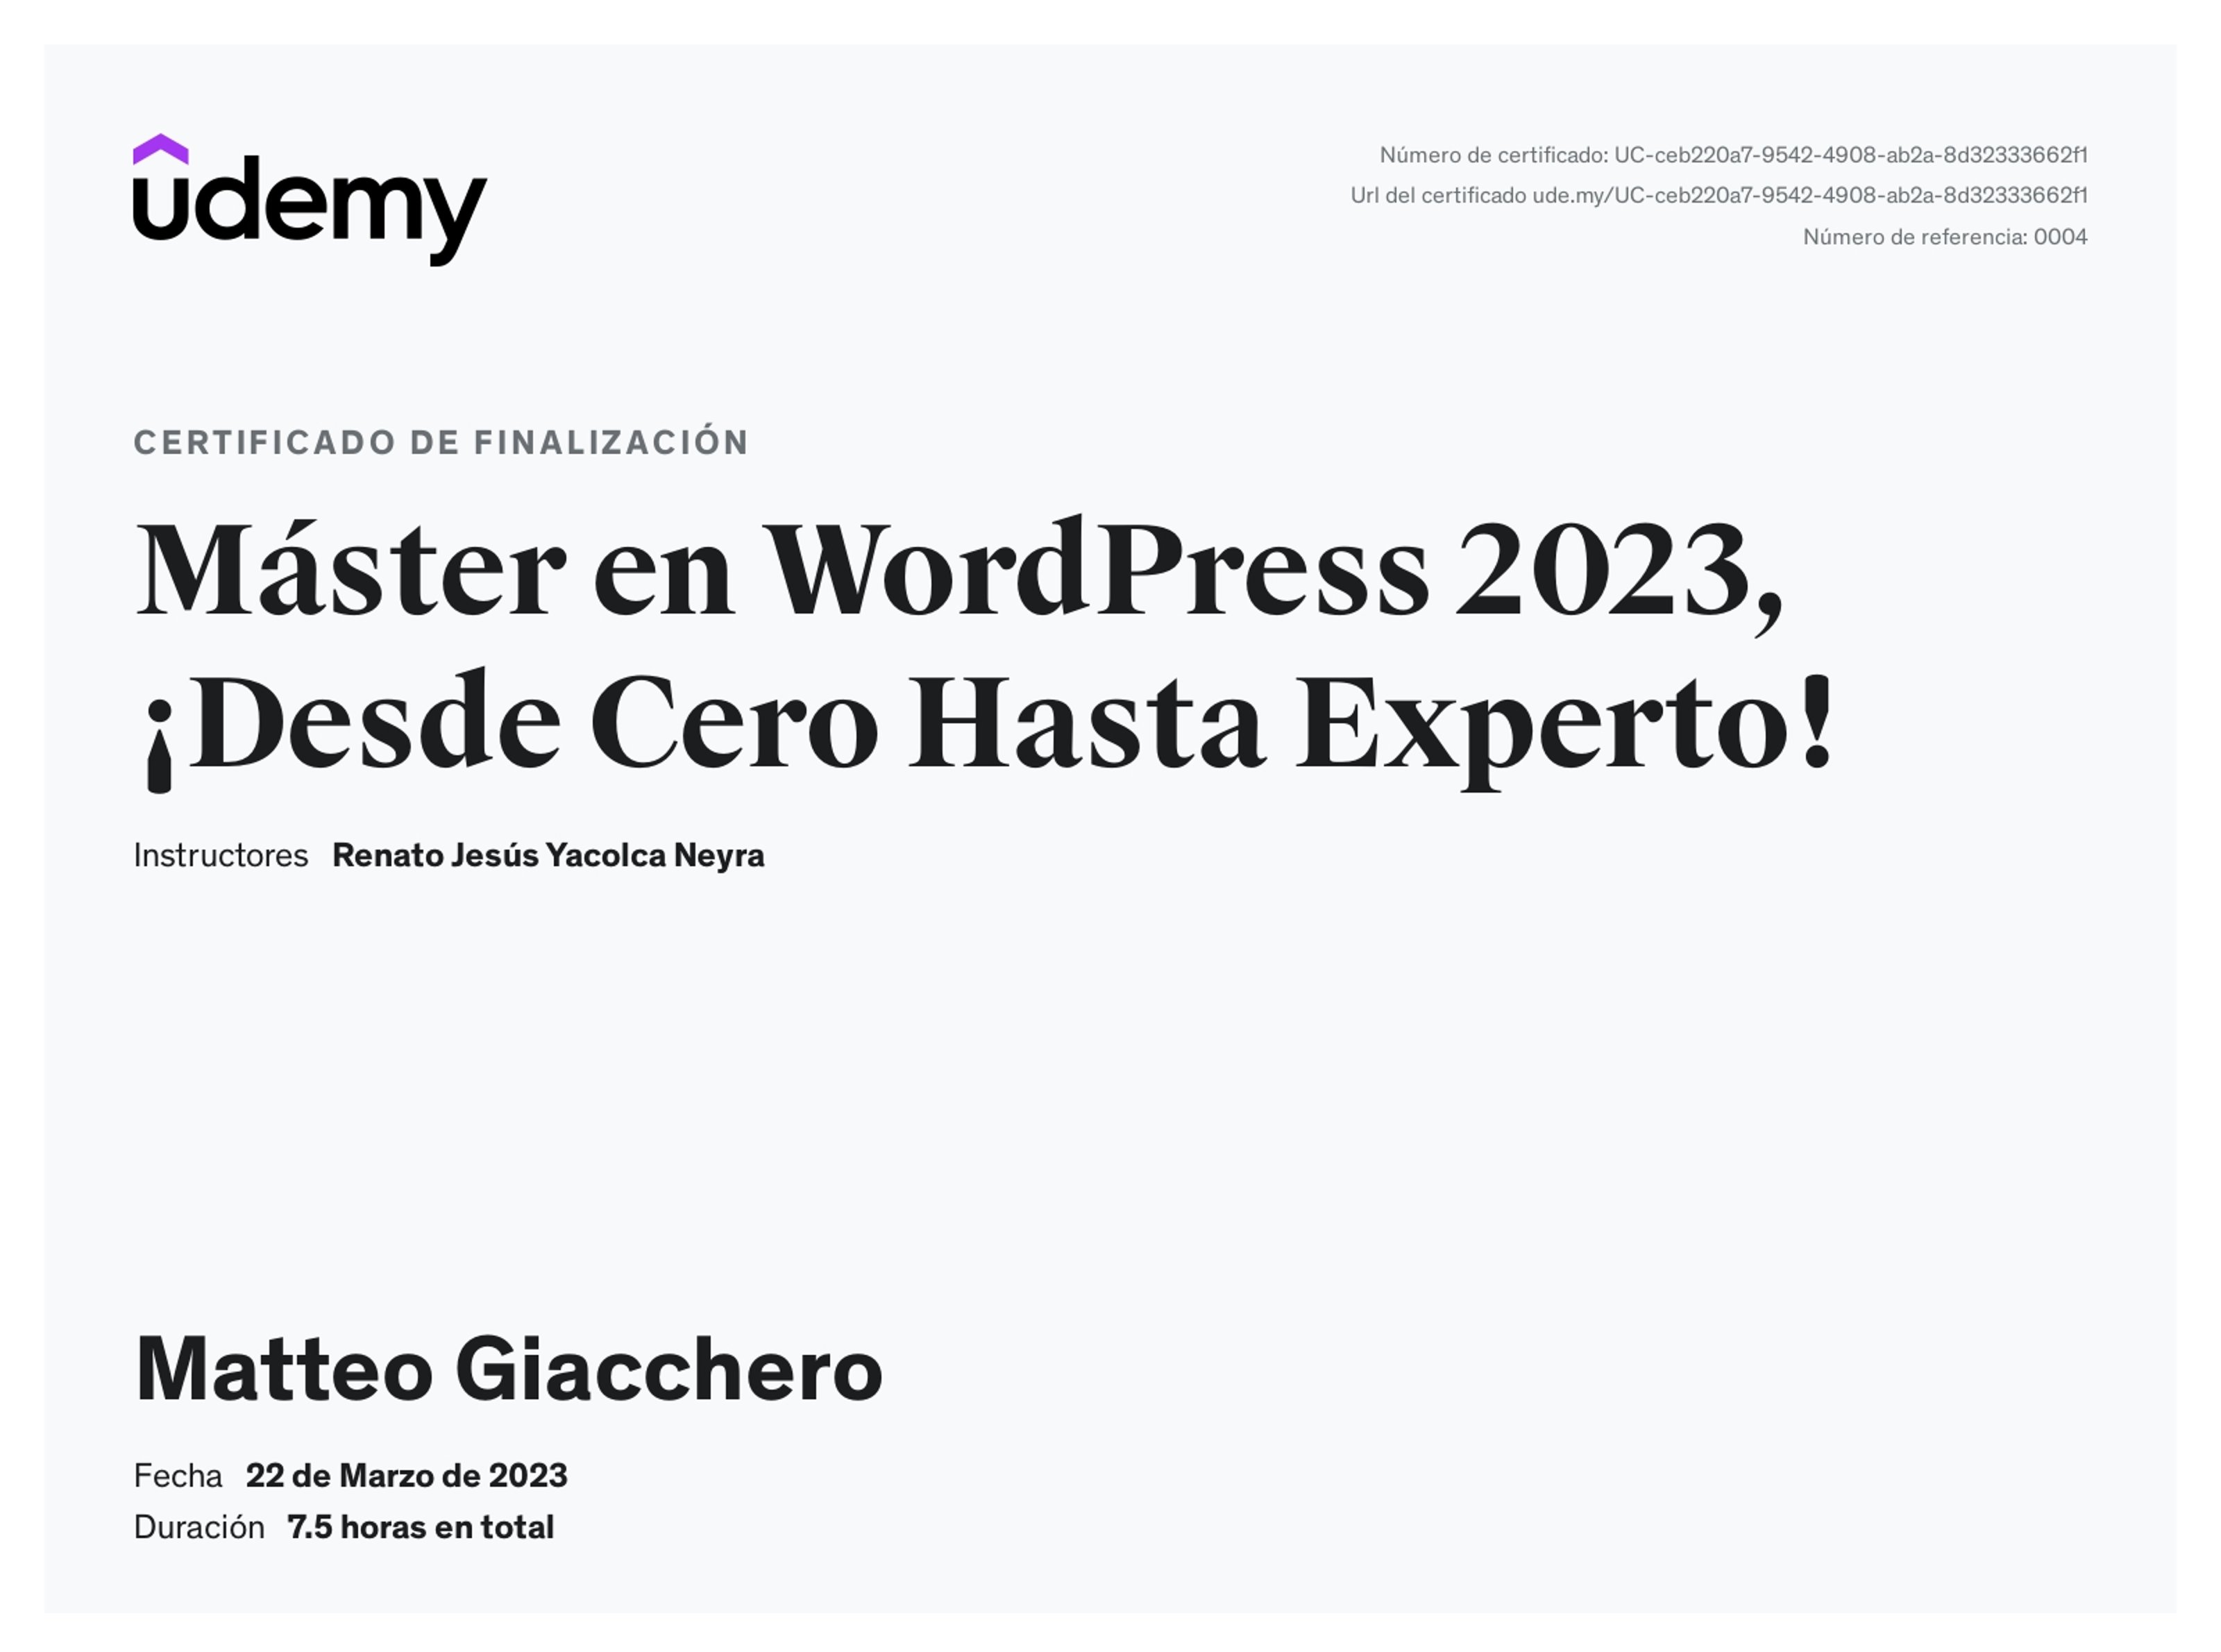 udemy
Número de certificado: UC-ceb220a7-9542-4908-ab2a-8d32333662f1
Url del certificado ude.my/UC-ceb220a7-9542-4908-ab2a-8d32333662f1
Número de referencia: 0004
CERTIFICADO DE FINALIZACIÓN
Máster en WordPress 2023,
¡Desde Cero Hasta Experto!
Instructores Renato Jesús Yacolca Neyra
Matteo Giacchero
Fecha 22 de Marzo de 2023
Duración 7.5 horas en total